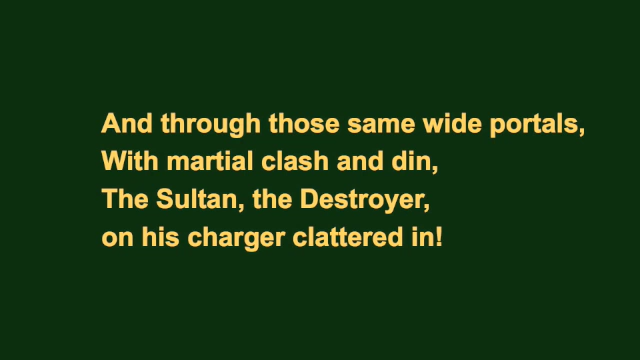 And through those same wide portals,
With martial clash and din,
The Sultan, the Destroyer,
on his charger clattered in!